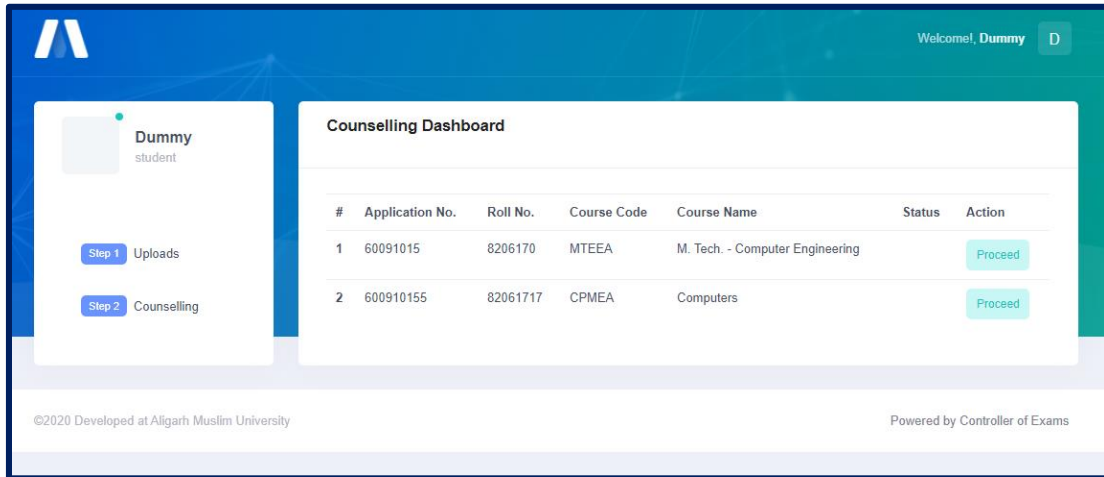 Welcome!, Dummy D
Dummy
student
Step 1 Uploads
Step 2 Counselling
Counselling Dashboard
# Application No. Roll No. Course Code Course Name Status Action
1 60091015 8206170 MTEEA M. Tech. - Computer Engineering Proceed
2 600910155 82061717 CPMEA Computers Proceed
©2020 Developed at Aligarh Muslim University
Powered by Controller of Exams